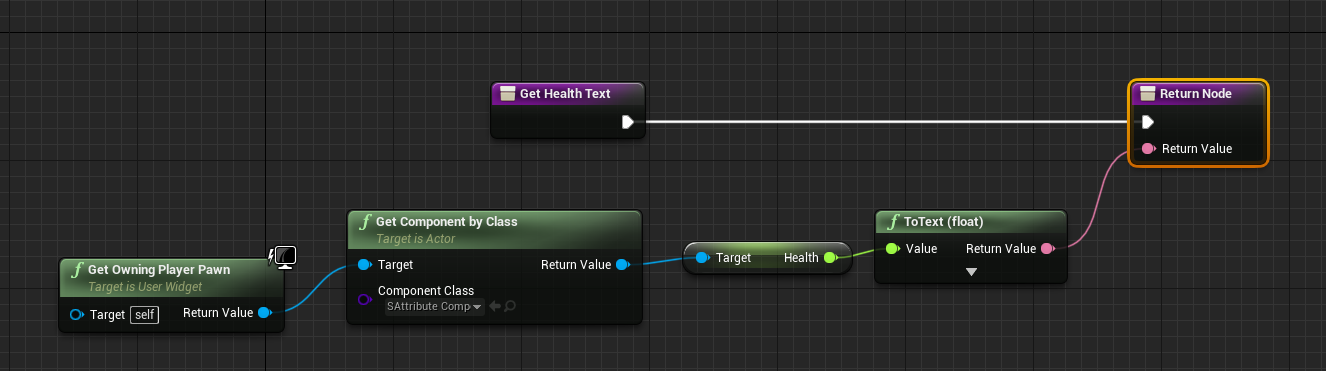 Get Health Text
Return Node
Return Value
Get Component by Class
Target is Actor
Target
Return Value
Component Class
SAttribute Comp
Get Owning Player Pawn
Target is User Widget
Target self
Return Value
Target
Health
ToText (float)
Value
Return Value